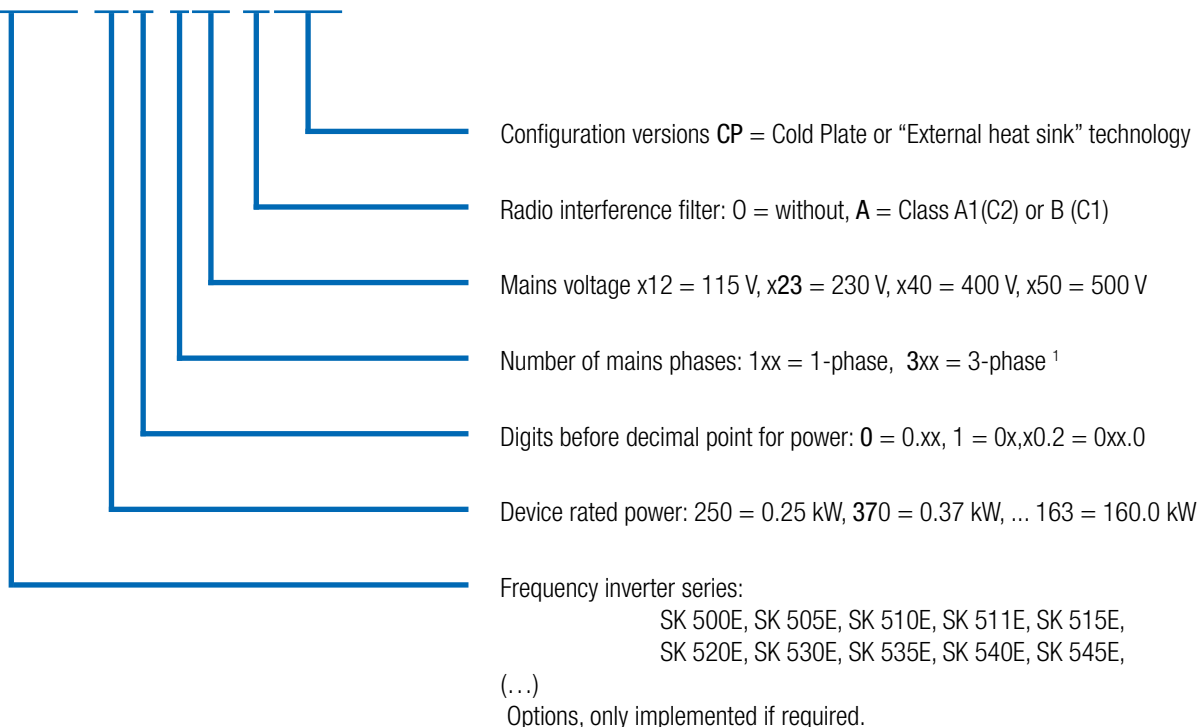 Configuration versions CP = Cold Plate or “External heat sink” technology
Radio interference filter: O = without, A = Class A1(C2) or B (C1)
Mains voltage x12 = 115 V, x23 = 230 V, x40 = 400 V, x50 = 500 V
Number of mains phases: 1xx = 1-phase, 3xx = 3-phase ¹
Digits before decimal point for power: 0 = 0.xx, 1 = 0x,x0.2 = 0xx.0
Device rated power: 250 = 0.25 kW, 370 = 0.37 kW, ... 163 = 160.0 kW
Frequency inverter series:
SK 500E, SK 505E, SK 510E, SK 511E, SK 515E,
SK 520E, SK 530E, SK 535E, SK 540E, SK 545E,
(…)
Options, only implemented if required.